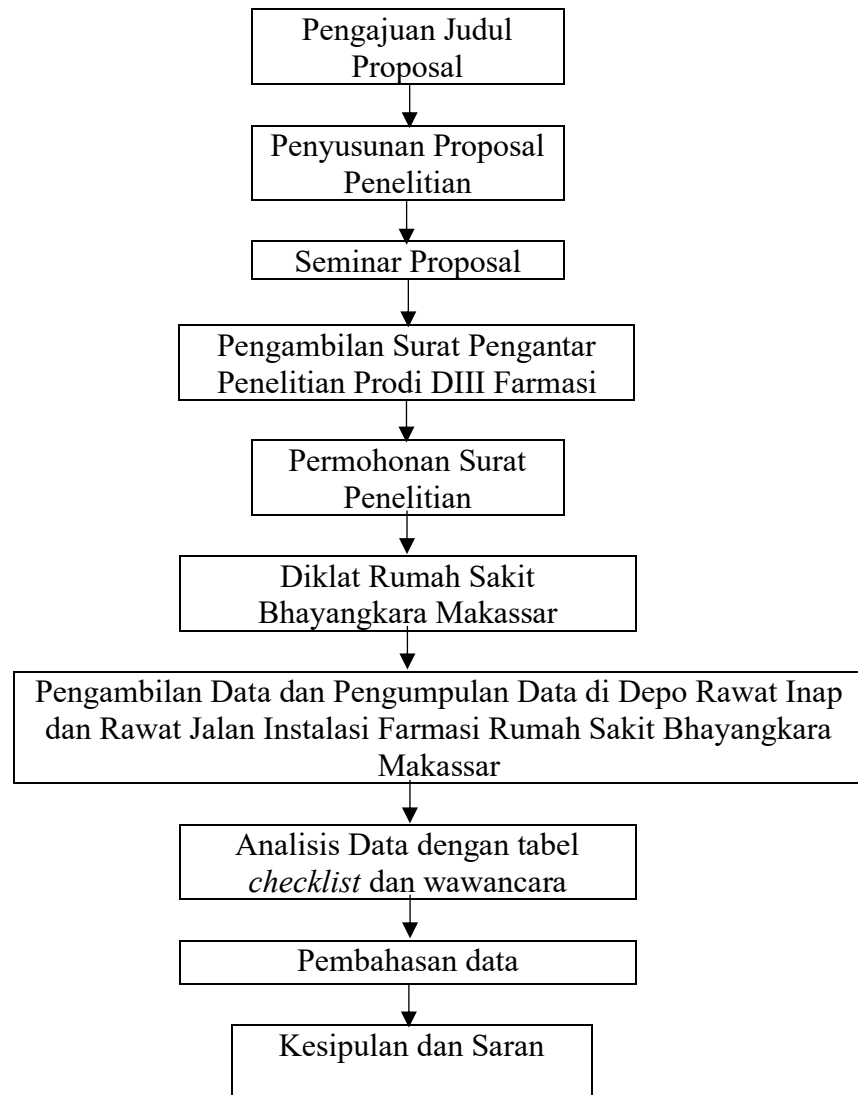 Pengajuan Judul
Proposal
Penyusunan Proposal
Penelitian
Seminar Proposal
Pengambilan Surat Pengantar
Penelitian Prodi DIII Farmasi
Permohonan Surat
Penelitian
Diklat Rumah Sakit
Bhayangkara Makassar
Pengambilan Data dan Pengumpulan Data di Depo Rawat Inap
dan Rawat Jalan Instalasi Farmasi Rumah Sakit Bhayangkara
Makassar
Analisis Data dengan tabel
checklist dan wawancara
Pembahasan data
Kesipulan dan Saran